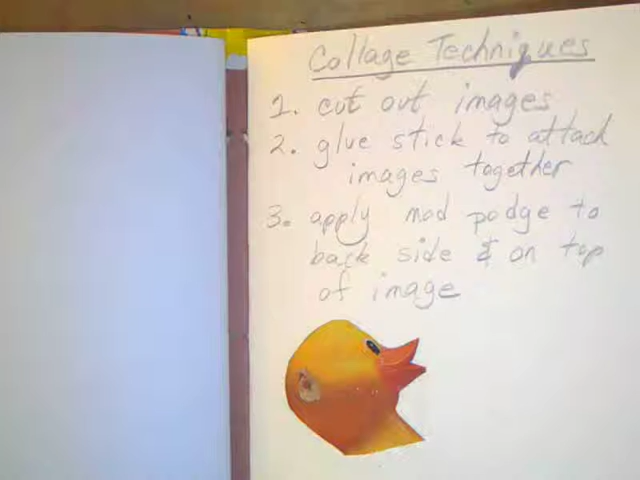 Collage Techniques
1. cut out images
2. glue stick to attach
images together
3. apply mod podge to
back side & on top
of image